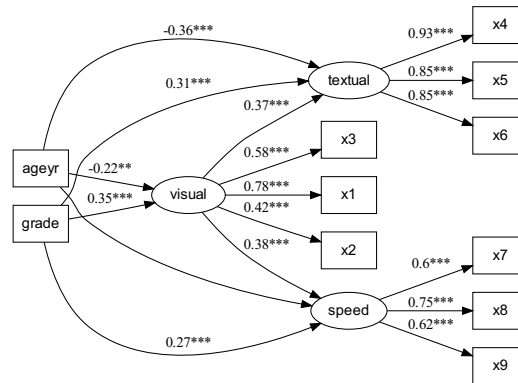 x4
-0.36***
0.93***
0.31***
textual
0.85***
x5
0.37***
0.85***
x6
0.58***
x3
ageyr
-0.22**
visual
0.78***
x1
grade
0.35***
0.42***
x2
0.38***
x7
0.6***
speed
0.75***
x8
0.27***
0.62***
x9